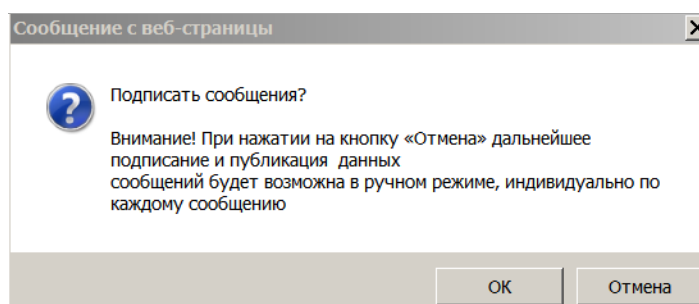 Сообщение с веб-страницы
Подписать сообщения?
Внимание! При нажатии на кнопку «Отмена» дальнейшее
подписание и публикация данных
сообщений будет возможна в ручном режиме, индивидуально по
каждому сообщению
ОК
Отмена